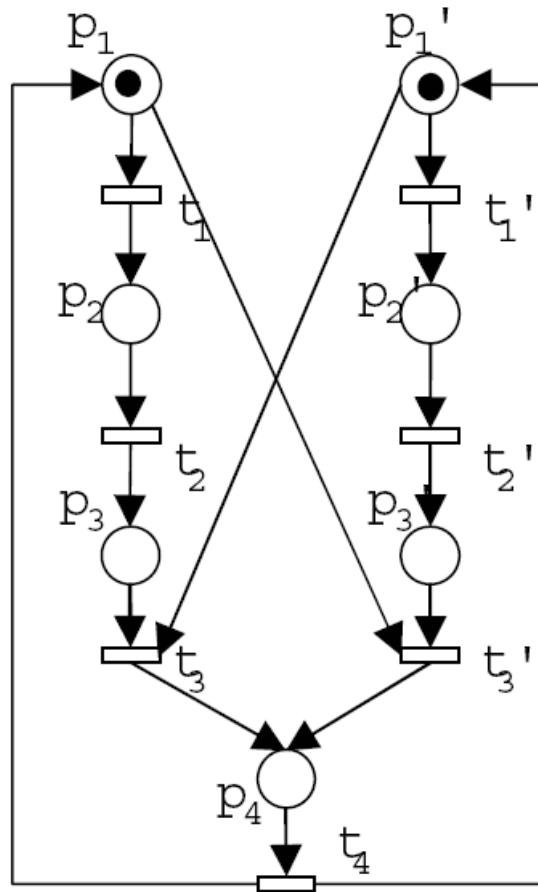 p₁ p₁'
t₁ t₁'
p₂ p₂'
t₂ t₂'
p₃ p₃'
t₃ t₃'
p₄
t₄